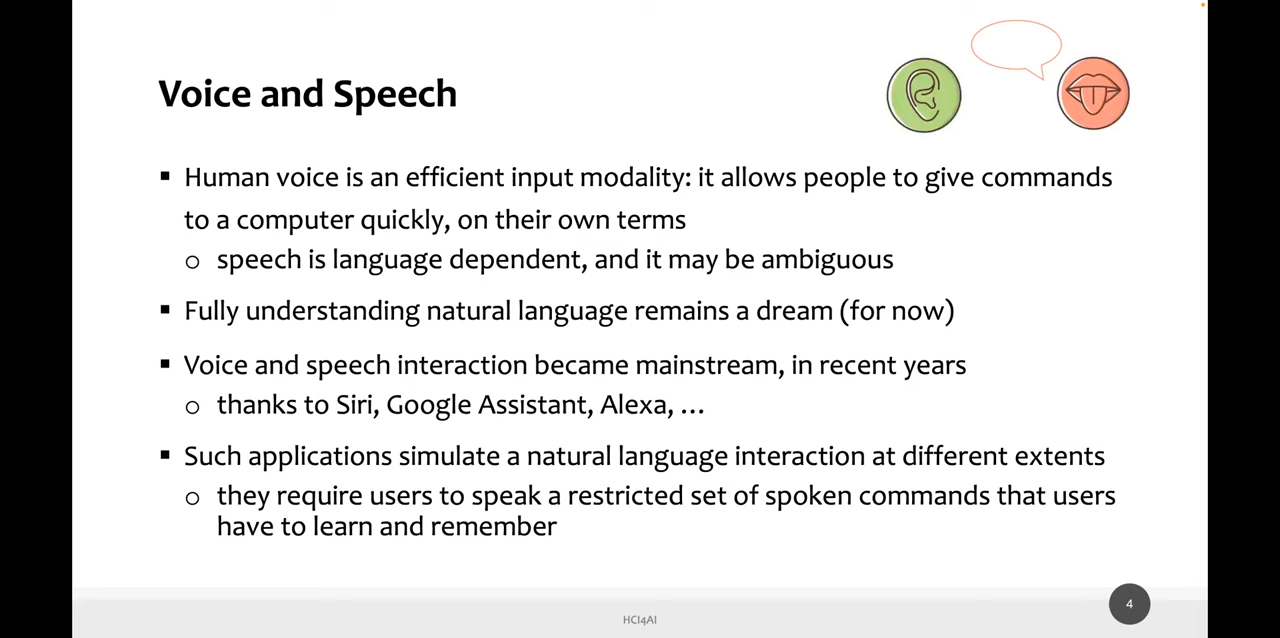 Voice and Speech
▪ Human voice is an efficient input modality: it allows people to give commands
to a computer quickly, on their own terms
o speech is language dependent, and it may be ambiguous
▪ Fully understanding natural language remains a dream (for now)
▪ Voice and speech interaction became mainstream, in recent years
o thanks to Siri, Google Assistant, Alexa, …
▪ Such applications simulate a natural language interaction at different extents
o they require users to speak a restricted set of spoken commands that users
have to learn and remember
HCI4AI
4